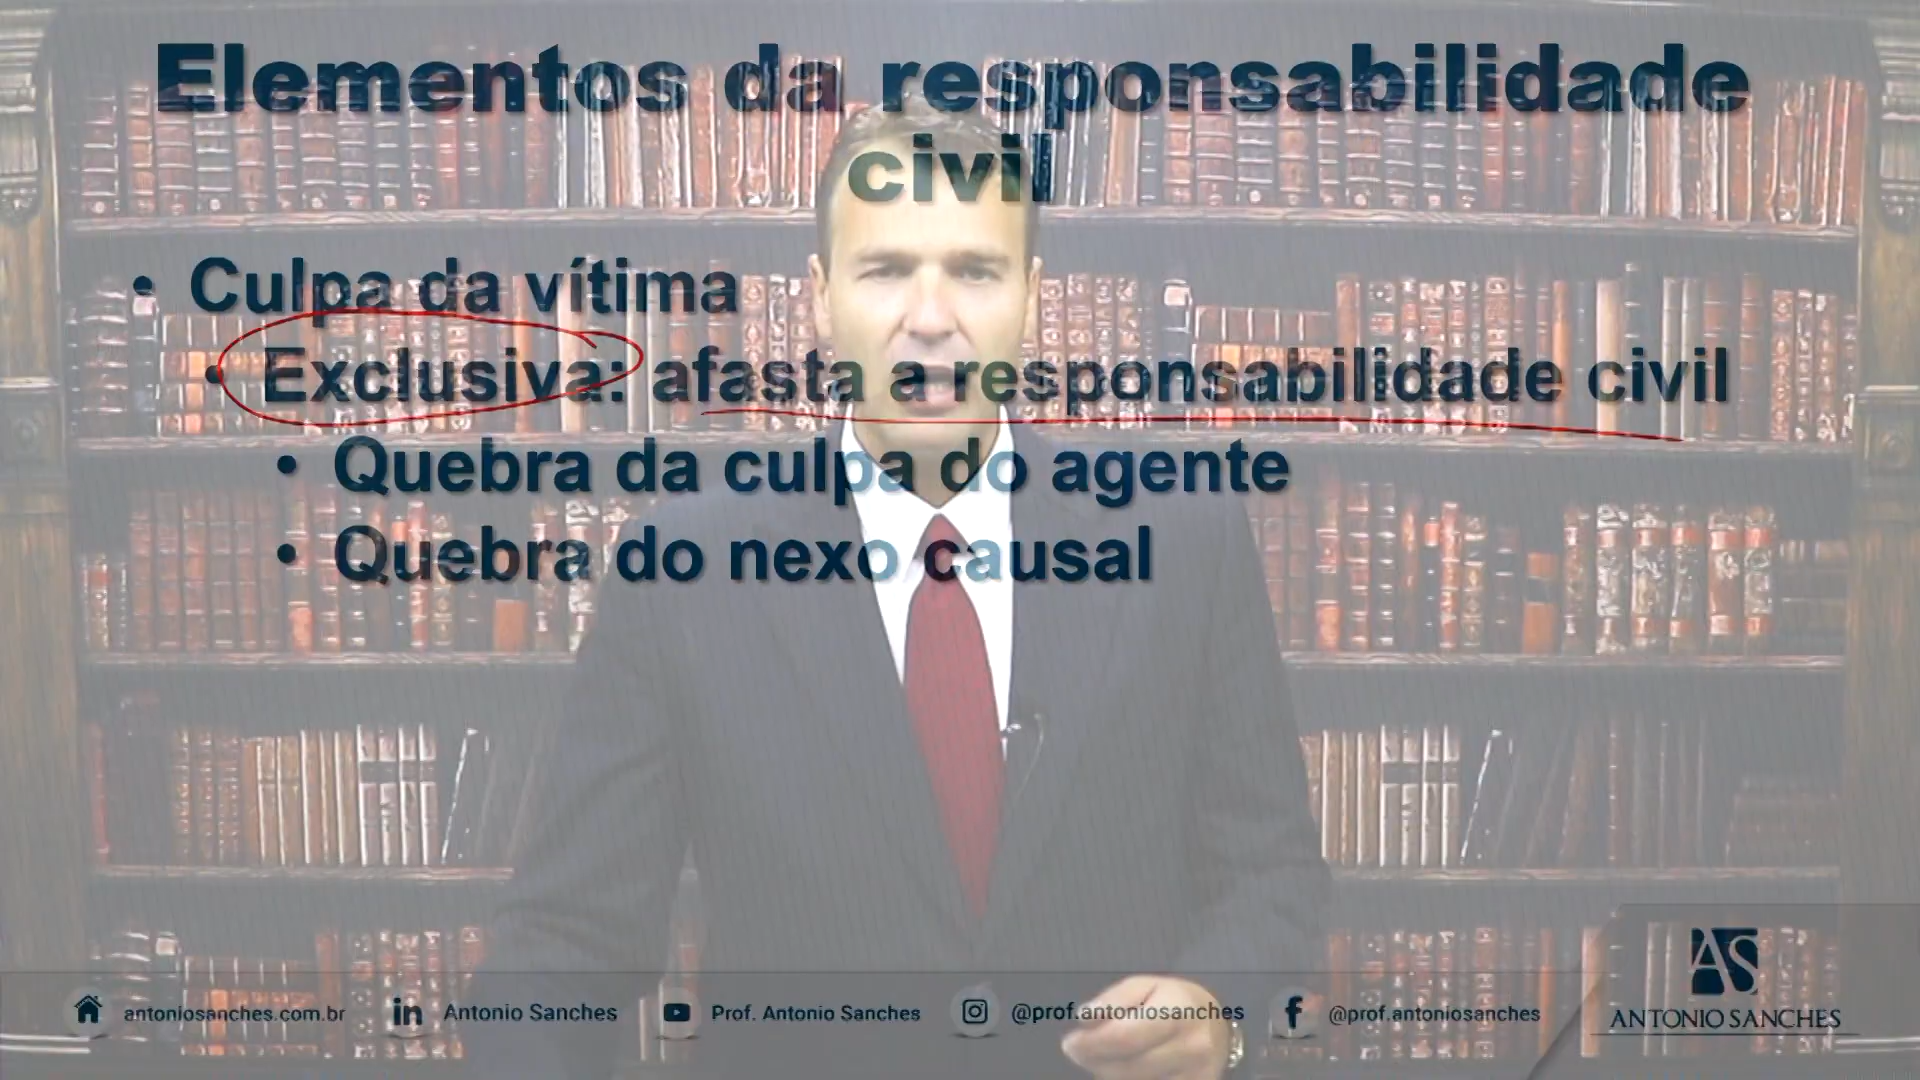 Elementos da responsabilidade
civil
• Culpa da vítima
• Exclusiva: afasta a responsabilidade civil
• Quebra da culpa do agente
• Quebra do nexo causal
antoniosanches.com.br in Antonio Sanches Prof. Antonio Sanches @prof.antoniosanches f @prof.antoniosanches
AS
ANTONIO SANCHES